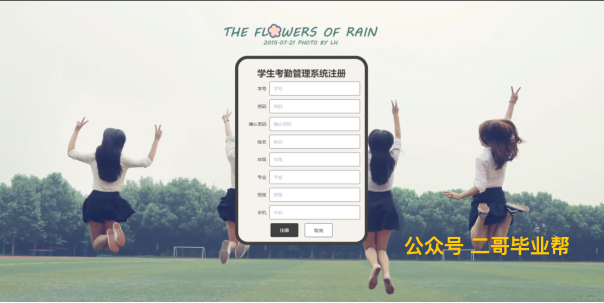 THE FLOWERS OF RAIN
2015-07-21 PHOTO BY LH
学生考勤管理系统注册
学号 学号
密码 密码
确认密码 确认密码
姓名 姓名
年级 年级
专业 专业
班级 班级
手机 手机
注册 取消
公众号 二哥毕业帮